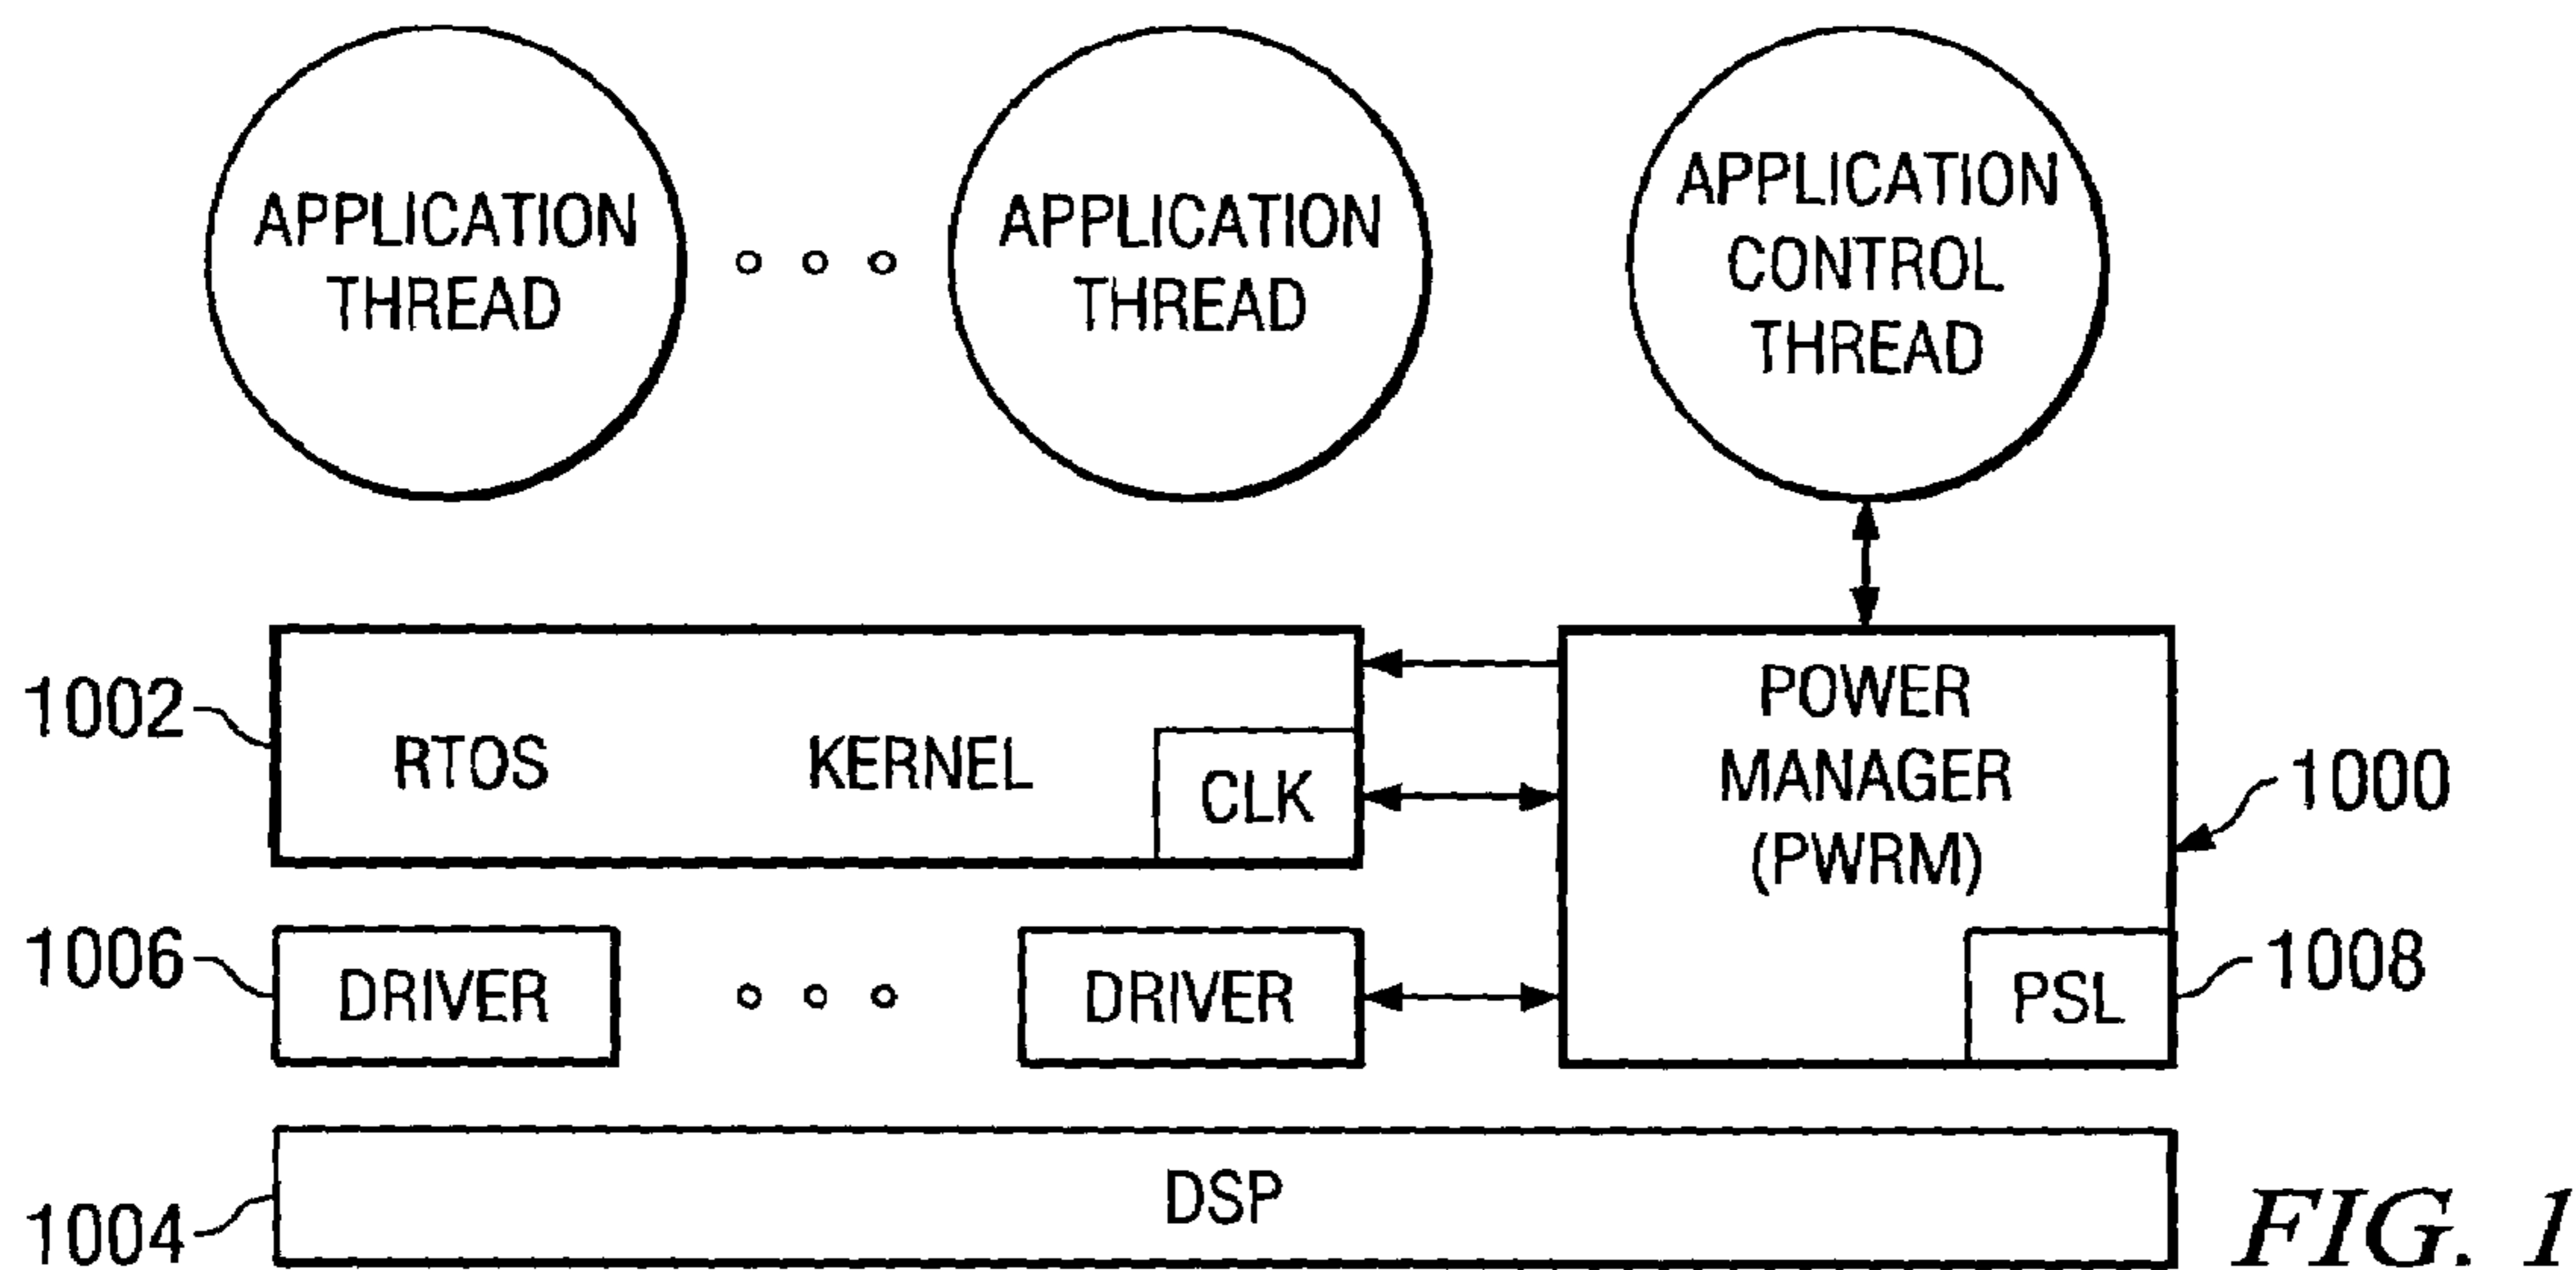 APPLICATION
THREAD
APPLICATION
THREAD
APPLICATION
CONTROL
THREAD
1002
RTOS KERNEL
CLK
POWER
MANAGER
(PWRM)
1000
1006
DRIVER
DRIVER
PSL
1008
1004
DSP
FIG. 1